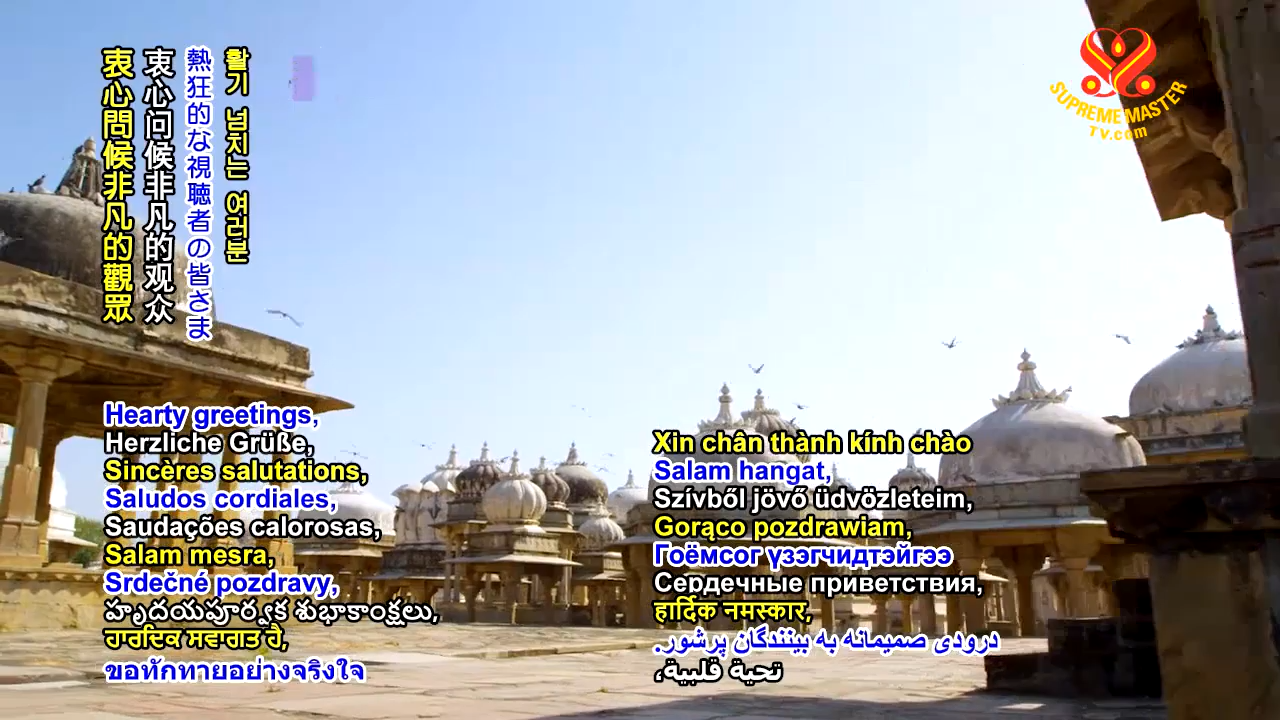 衷心問候非凡的觀眾
衷心问候非凡的观众
熱狂的な視聴者の皆さま
활기 넘치는 여러분
SUPREME MASTER
TV.com
Hearty greetings,
Herzliche Grüße,
Sincères salutations,
Saludos cordiales,
Saudações calorosas,
Salam mesra,
Srdečné pozdravy,
హృదయపూర్వక శుభాకాంక్షలు,
ਹਾਰਦਿਕ ਸਵਾਗਤ ਹੈ,
ขอทักทายอย่างจริงใจ
Xin chân thành kính chào
Salam hangat,
Szívből jövő üdvözleteim,
Gorąco pozdrawiam,
Гоёмсог үзэгчидтэйгээ
Сердечные приветствия,
हार्दिक नमस्कार,
درودی صمیمانه به بینندگان پرشور.
تحية قلبية،